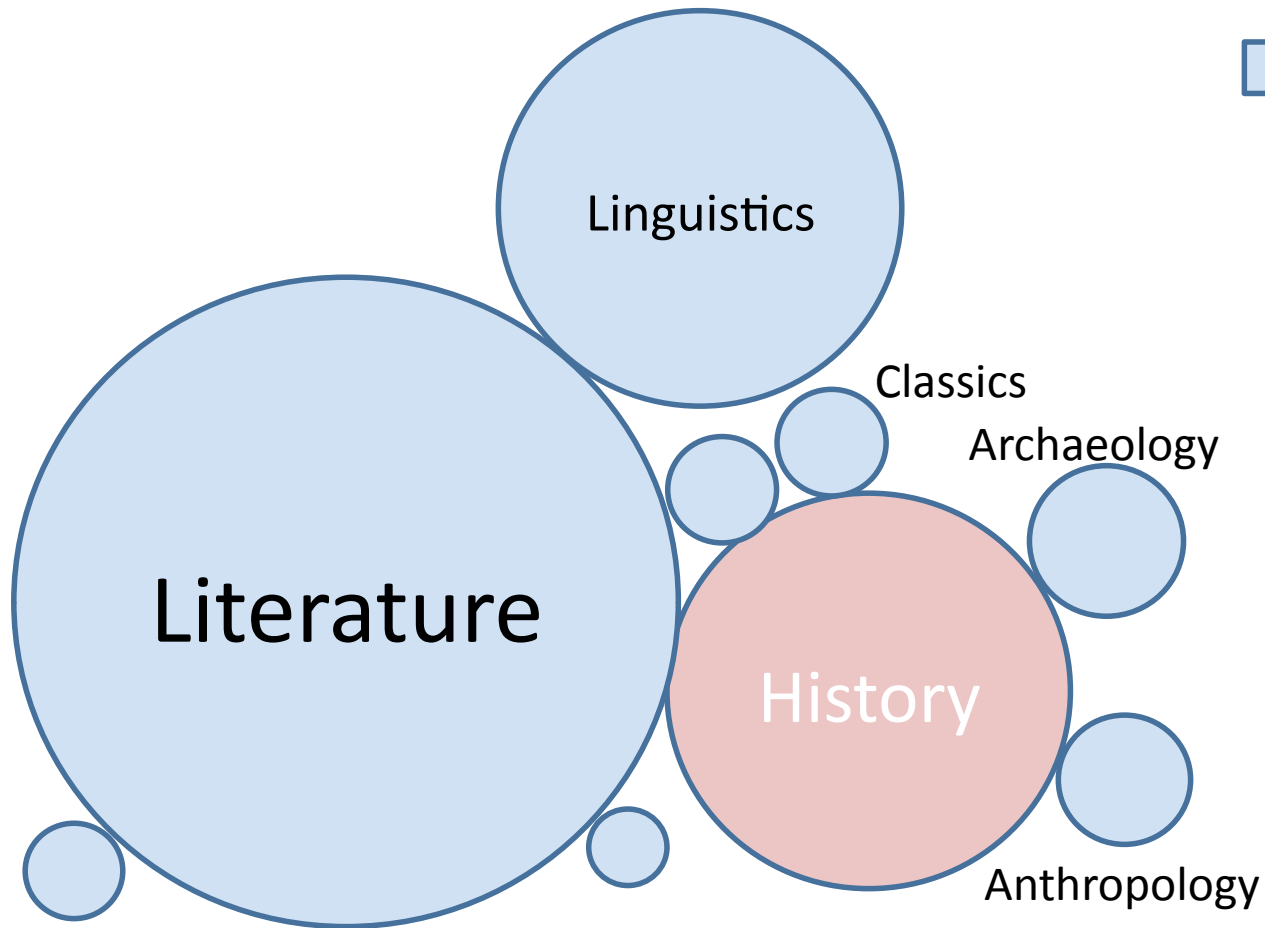 Linguistics
Classics
Archaeology
Literature
History
Anthropology